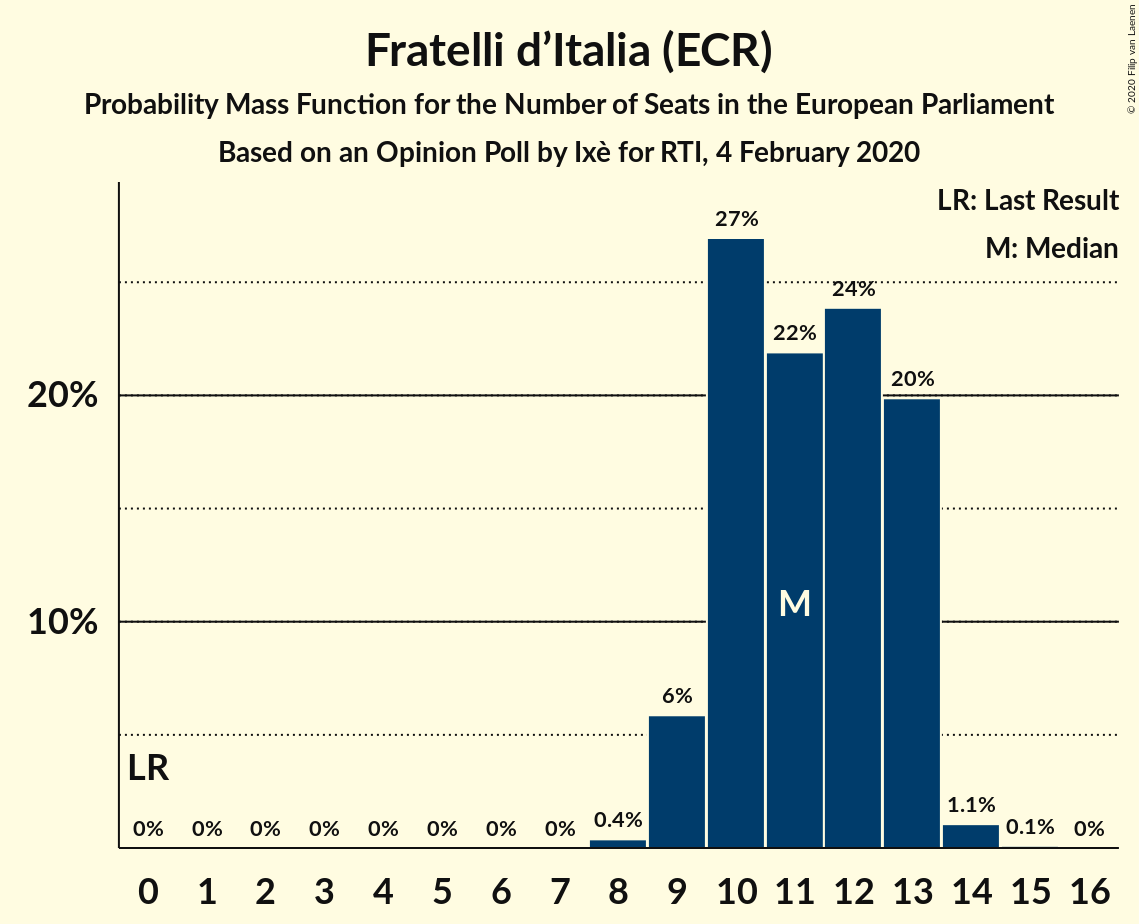 Fratelli d’Italia (ECR)
Probability Mass Function for the Number of Seats in the European Parliament
Based on an Opinion Poll by Ixè for RTI, 4 February 2020
© 2020 Filip van Laenen
LR: Last Result
M: Median
27%
24%
22%
20%
20%
10%
M
6%
LR
0% 0% 0% 0% 0% 0% 0% 0% 0.4% 1.1% 0.1% 0%
0 1 2 3 4 5 6 7 8 9 10 11 12 13 14 15 16